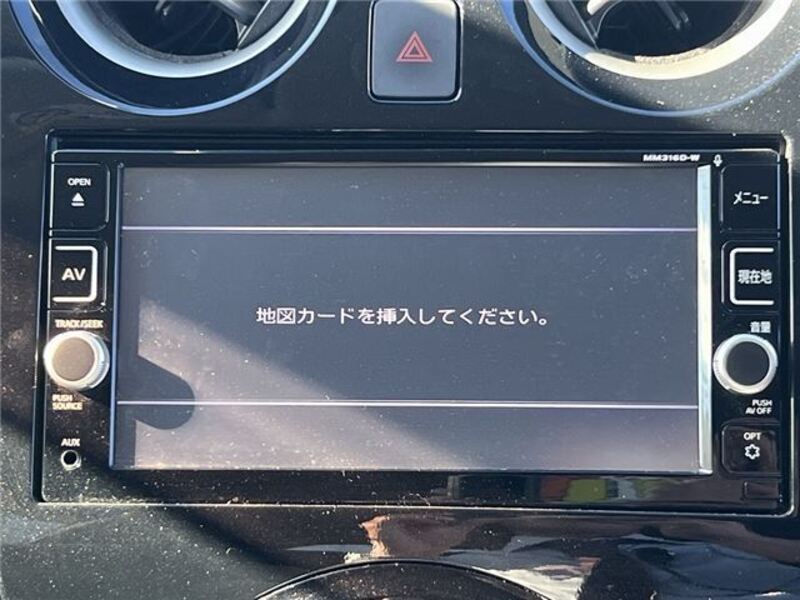 MM316D-W
OPEN
メニュー
AV
現在地
地図カードを挿入してください。
TRACK/SEEK
音量
PUSH
SOURCE
PUSH
AV OFF
AUX
OPT